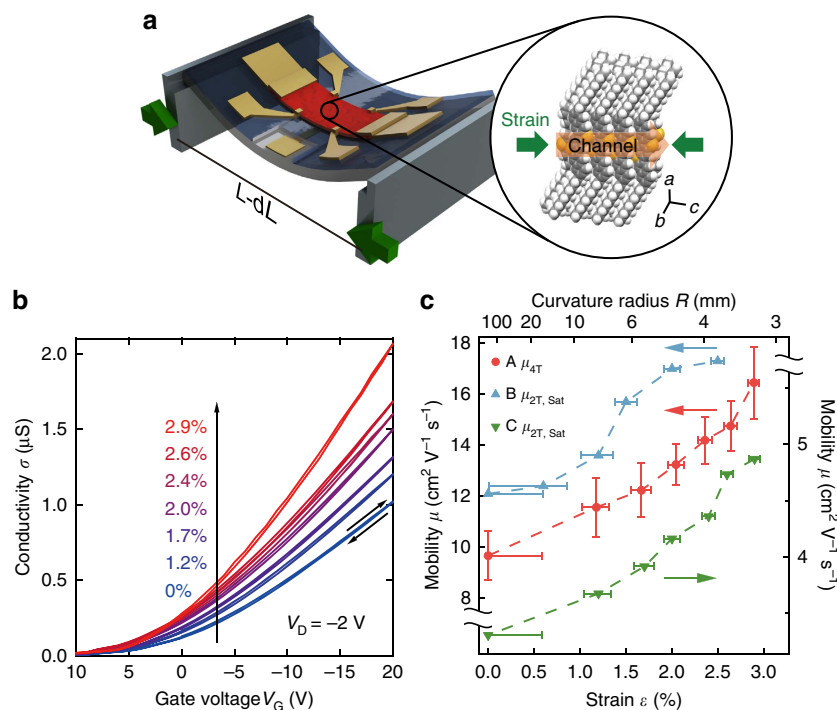 a
Strain
Channel
a
b
c
L-dL
b
Conductivity σ (μS)
2.0
1.5
1.0
0.5
0.0
2.9%
2.6%
2.4%
2.0%
1.7%
1.2%
0%
V_D = –2 V
10 5 0 –5 –10 –15 –20
Gate voltage V_G (V)
c
Curvature radius R (mm)
100 20 10 6 4 3
Mobility μ (cm² V⁻¹ s⁻¹)
18
16
14
12
10
8
A μ_4T
B μ_2T, Sat
C μ_2T, Sat
5
4
Mobility μ (cm² V⁻¹ s⁻¹)
0.0 0.5 1.0 1.5 2.0 2.5 3.0
Strain ε (%)